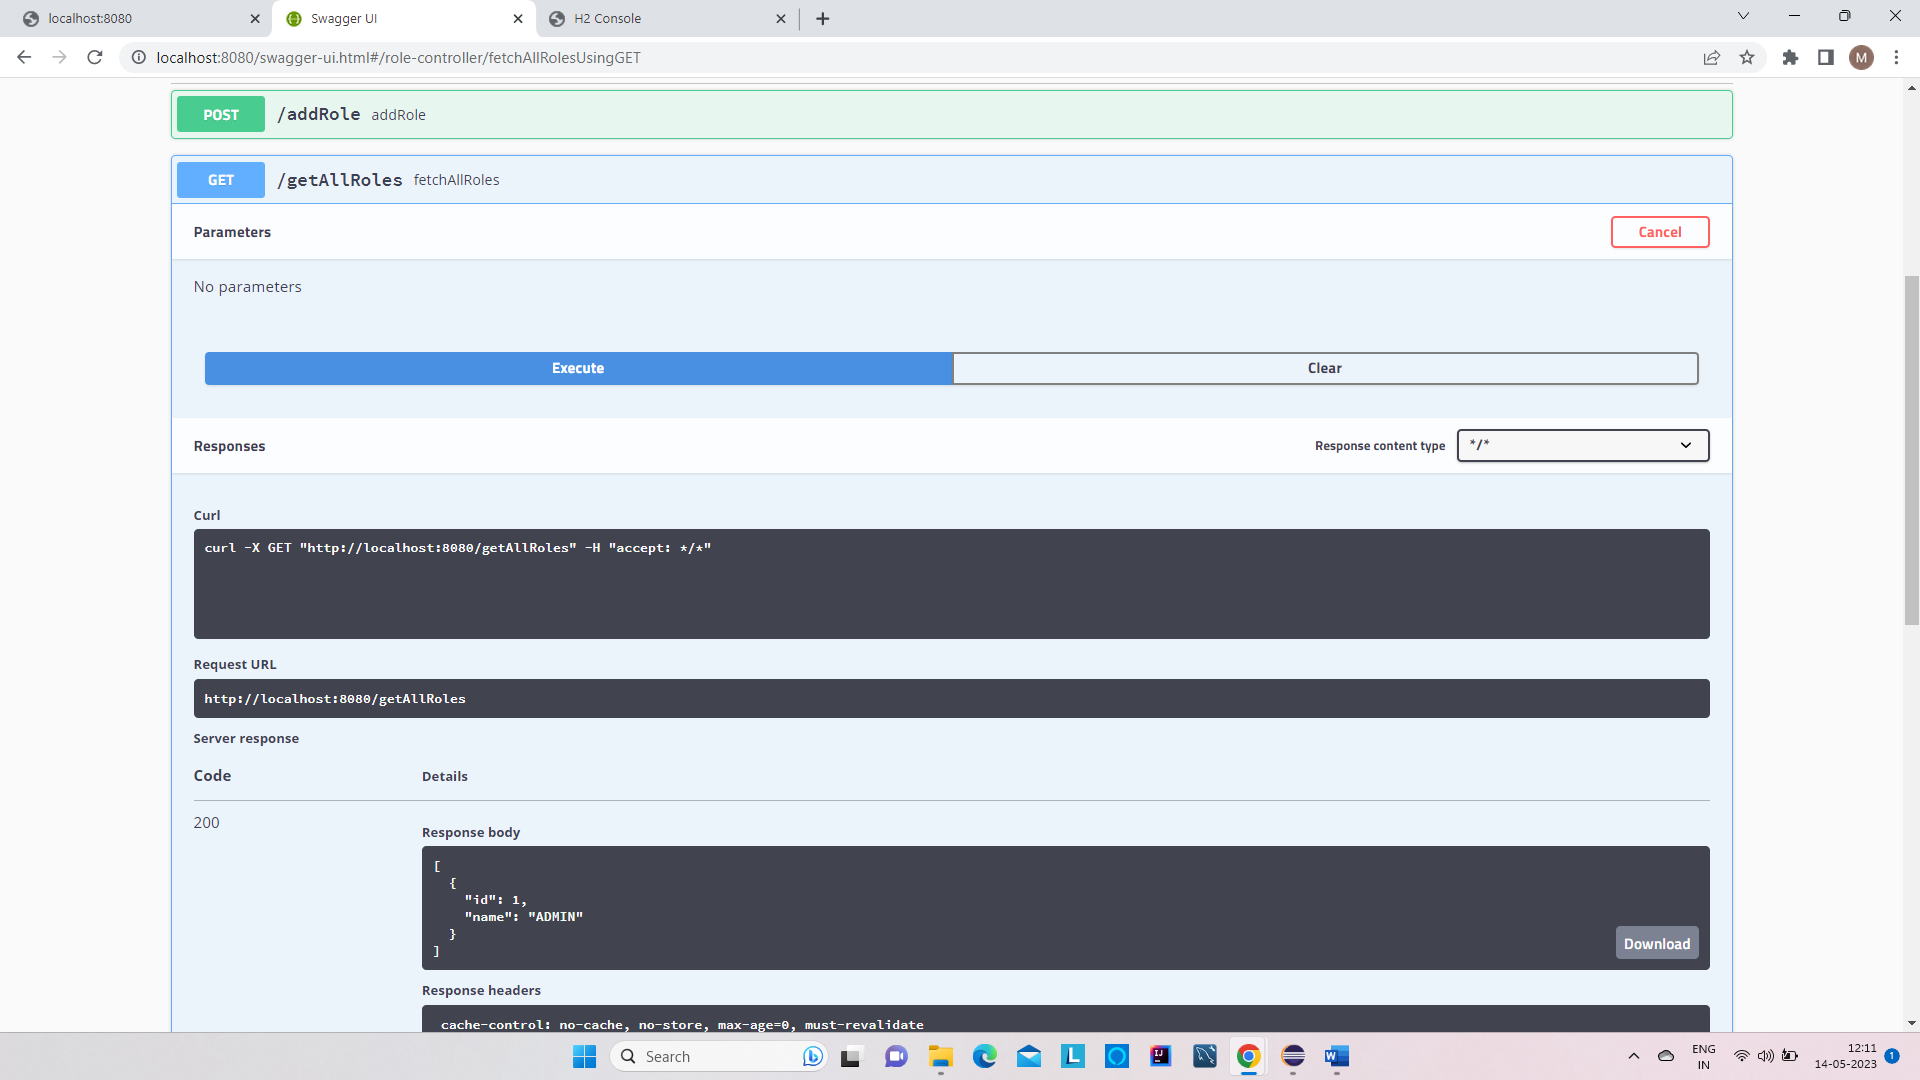 localhost:8080
Swagger UI
H2 Console
localhost:8080/swagger-ui.html#/role-controller/fetchAllRolesUsingGET
M
POST /addRole addRole
GET /getAllRoles fetchAllRoles
Parameters
Cancel
No parameters
Execute
Clear
Responses
Response content type
*/*
Curl
curl -X GET "http://localhost:8080/getAllRoles" -H "accept: */*"
Request URL
http://localhost:8080/getAllRoles
Server response
Code
Details
200
Response body
[
  {
    "id": 1,
    "name": "ADMIN"
  }
]
Download
Response headers
cache-control: no-cache, no-store, max-age=0, must-revalidate
Search
L
IJ
W
ENG
IN
12:11
14-05-2023
1